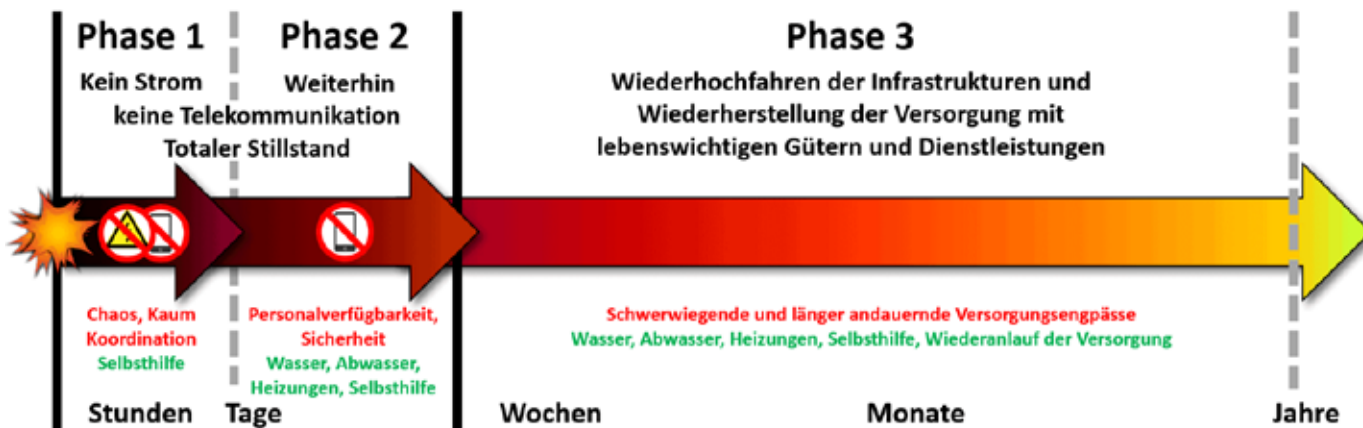 Phase 1
Phase 2
Phase 3
Kein Strom
Weiterhin
keine Telekommunikation
Totaler Stillstand
Wiederhochfahren der Infrastrukturen und
Wiederherstellung der Versorgung mit
lebenswichtigen Gütern und Dienstleistungen
Chaos, Kaum
Koordination
Selbsthilfe
Personalverfügbarkeit,
Sicherheit
Wasser, Abwasser,
Heizungen, Selbsthilfe
Schwerwiegende und länger andauernde Versorgungsengpässe
Wasser, Abwasser, Heizungen, Selbsthilfe, Wiederanlauf der Versorgung
Stunden
Tage
Wochen
Monate
Jahre